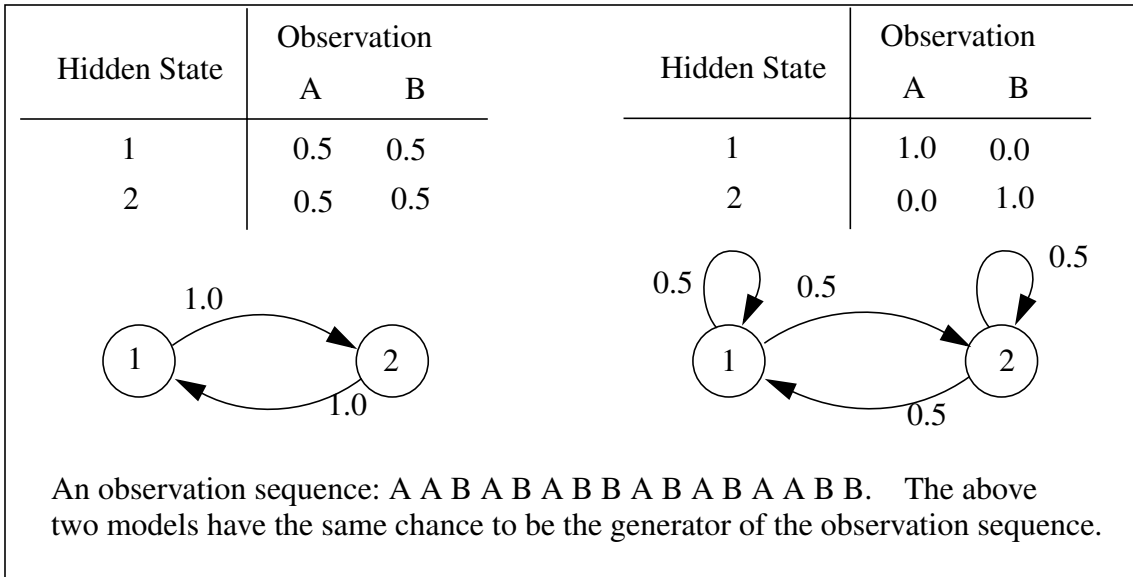 Observation
Hidden State
A B
1 0.5 0.5
2 0.5 0.5
1.0
1 2
1.0
Observation
Hidden State
A B
1 1.0 0.0
2 0.0 1.0
0.5 0.5 0.5
1 2
0.5
An observation sequence: A A B A B A B B A B A B A A B B. The above
two models have the same chance to be the generator of the observation sequence.